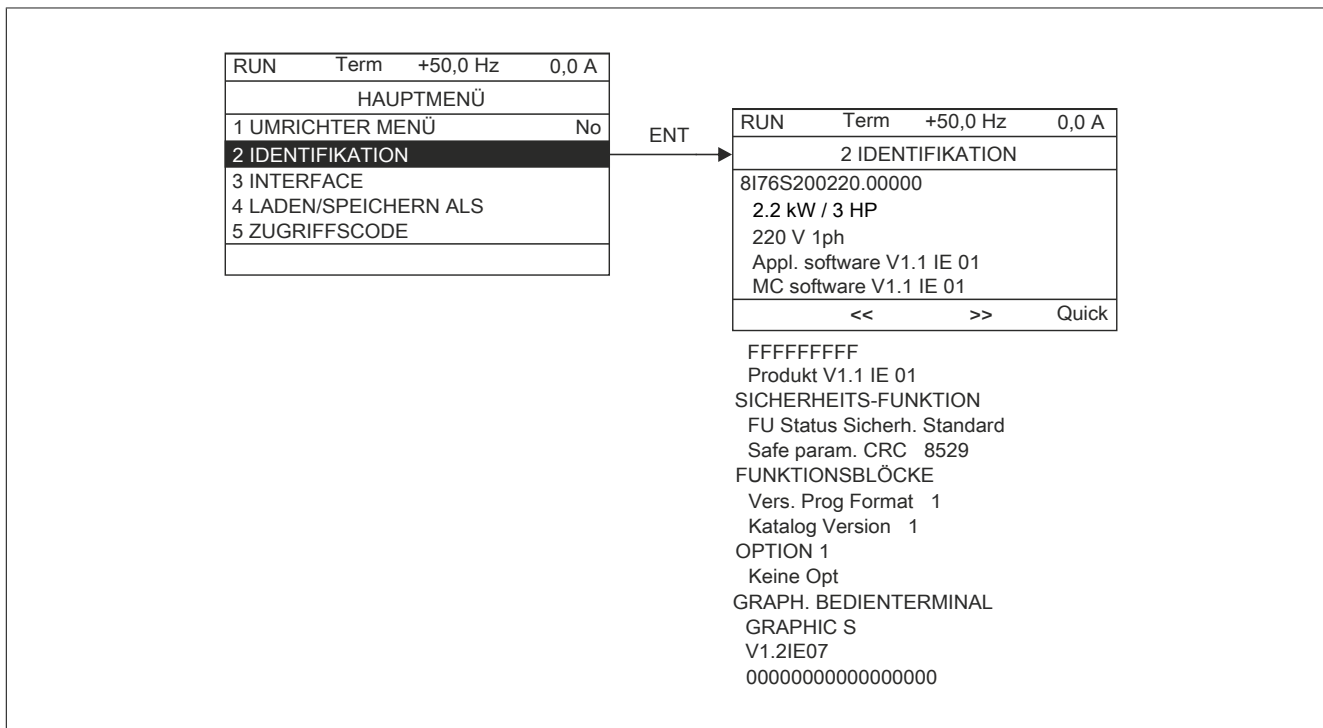 RUN Term +50,0 Hz 0,0 A
HAUPTMENÜ
1 UMRICHTER MENÜ No
2 IDENTIFIKATION
3 INTERFACE
4 LADEN/SPEICHERN ALS
5 ZUGRIFFSCODE
ENT
RUN Term +50,0 Hz 0,0 A
2 IDENTIFIKATION
8I76S200220.00000
2.2 kW / 3 HP
220 V 1ph
Appl. software V1.1 IE 01
MC software V1.1 IE 01
<< >> Quick
FFFFFFFFF
Produkt V1.1 IE 01
SICHERHEITS-FUNKTION
FU Status Sicherh. Standard
Safe param. CRC 8529
FUNKTIONSBLÖCKE
Vers. Prog Format 1
Katalog Version 1
OPTION 1
Keine Opt
GRAPH. BEDIENTERMINAL
GRAPHIC S
V1.2IE07
00000000000000000